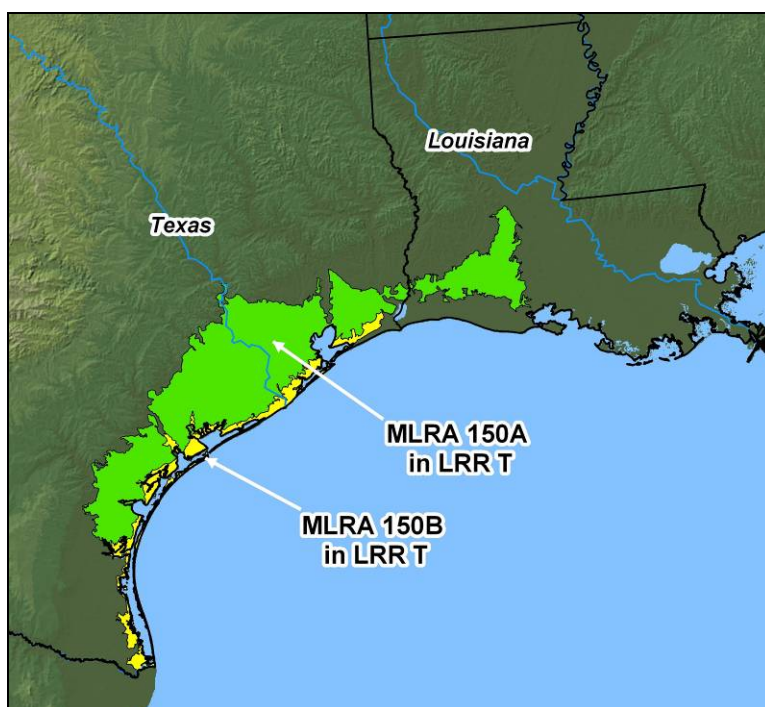 Louisiana
Texas
MLRA 150A
in LRR T
MLRA 150B
in LRR T